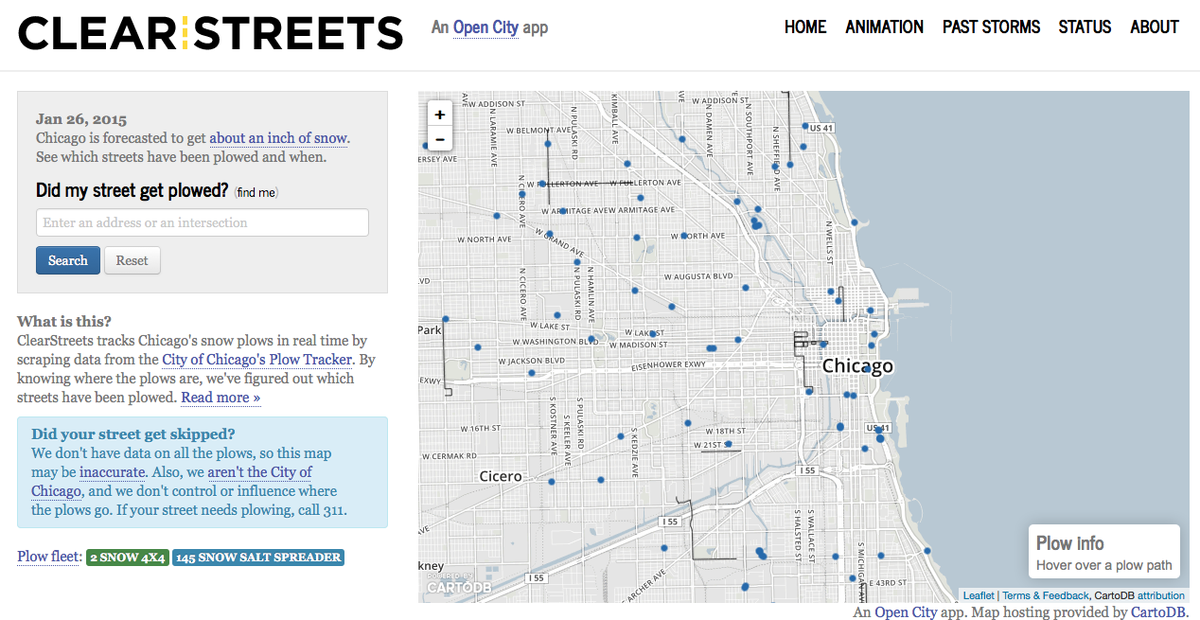 CLEAR STREETS
An Open City app
HOME ANIMATION PAST STORMS STATUS ABOUT
Jan 26, 2015
Chicago is forecasted to get about an inch of snow.
See which streets have been plowed and when.
Did my street get plowed? (find me)
Enter an address or an intersection
Search Reset
What is this?
ClearStreets tracks Chicago's snow plows in real time by
scraping data from the City of Chicago's Plow Tracker. By
knowing where the plows are, we've figured out which
streets have been plowed. Read more »
Did your street get skipped?
We don't have data on all the plows, so this map
may be inaccurate. Also, we aren't the City of
Chicago, and we don't control or influence where
the plows go. If your street needs plowing, call 311.
Plow fleet: 2 SNOW 4X4 145 SNOW SALT SPREADER
+
−
W ADDISON ST
W ADDISON ST
N LARAMIE AVE
N PULASKI RD
KIMBALL AVE
N DAMEN AVE
N SOUTHPORT AVE
N SHEFFIELD AVE
US 41
W BELMONT AVE
ERSEY AVE
W FULLERTON AVE
W FULLERTON AVE
N CICERO AVE
W ARMITAGE AVE
W ARMITAGE AVE
W NORTH AVE
W GRAND AVE
W NORTH AVE
N WELLS ST
N CICERO AVE
N PULASKI RD
N HAMLIN AVE
W AUGUSTA BLVD
LVD
Park
W LAKE ST
W LAKE ST
W WASHINGTON BLVD
W MADISON ST
W JACKSON BLVD
EISENHOWER EXWY
EXWY
Chicago
S KOSTNER AVE
S KEELER AVE
S PULASKI RD
S KEDZIE AVE
W 16TH ST
W 18TH ST
W 21ST ST
US 41
W CERMAK RD
Cicero
I 55
I 55
S HALSTED ST
S WALLACE ST
S MICHIGAN AVE
AVE
kney
I 55
S ARCHER AVE
E 43RD ST
POWERED BY
CARTODB
Plow info
Hover over a plow path
Leaflet | Terms & Feedback, CartoDB attribution
An Open City app. Map hosting provided by CartoDB.